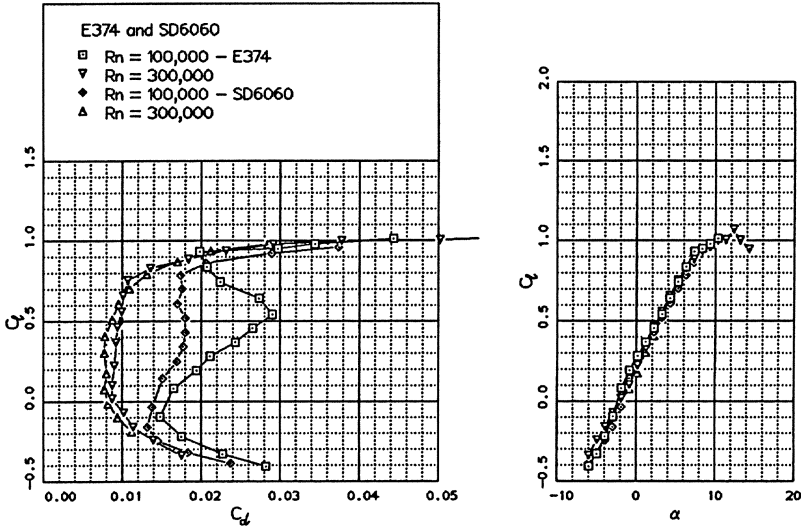 E374 and SD6060
Rn = 100,000 - E374
Rn = 300,000
Rn = 100,000 - SD6060
Rn = 300,000
1.5
1.0
0.5
0.0
-0.5
Cl
0.00
0.01
0.02
0.03
0.04
0.05
Cd
2.0
1.5
1.0
0.5
0.0
-0.5
Cl
-10
0
10
20
α